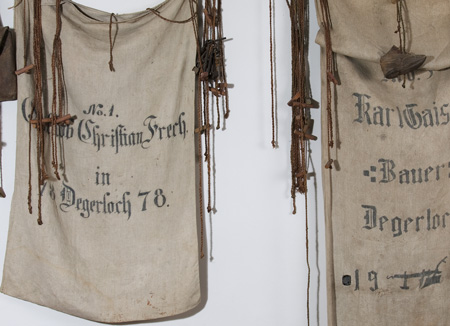 No. 1.
Christian Frech.
in
Degerloch 78.
Karl Gais
Bauer
Degerloc
19